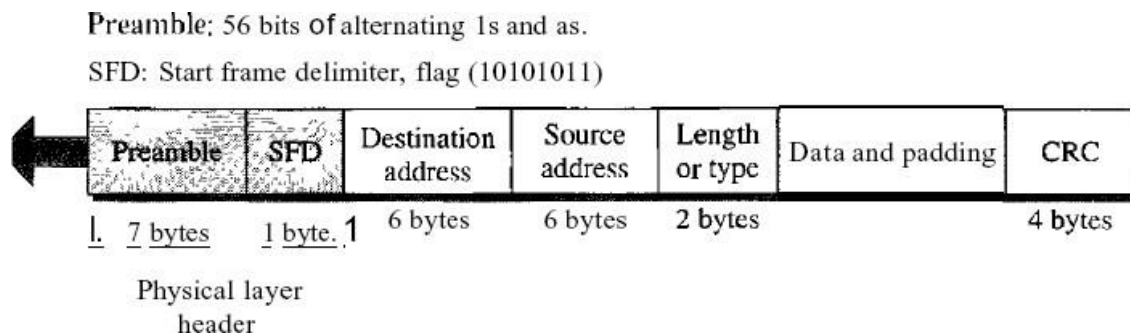 Preamble: 56 bits of alternating 1s and as.
SFD: Start frame delimiter, flag (10101011)
Preamble
SFD
Destination
address
Source
address
Length
or type
Data and padding
CRC
l. 7 bytes 1 byte. 1
6 bytes
6 bytes
2 bytes
4 bytes
Physical layer
header